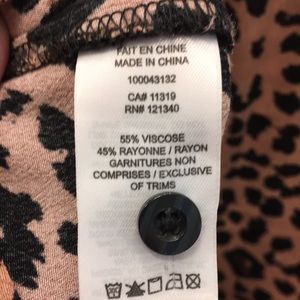 FAIT EN CHINE
MADE IN CHINA
100043132
CA# 11319
RN# 121340
55% VISCOSE
45% RAYONNE / RAYON
GARNITURES NON
COMPRISES / EXCLUSIVE
OF TRIMS